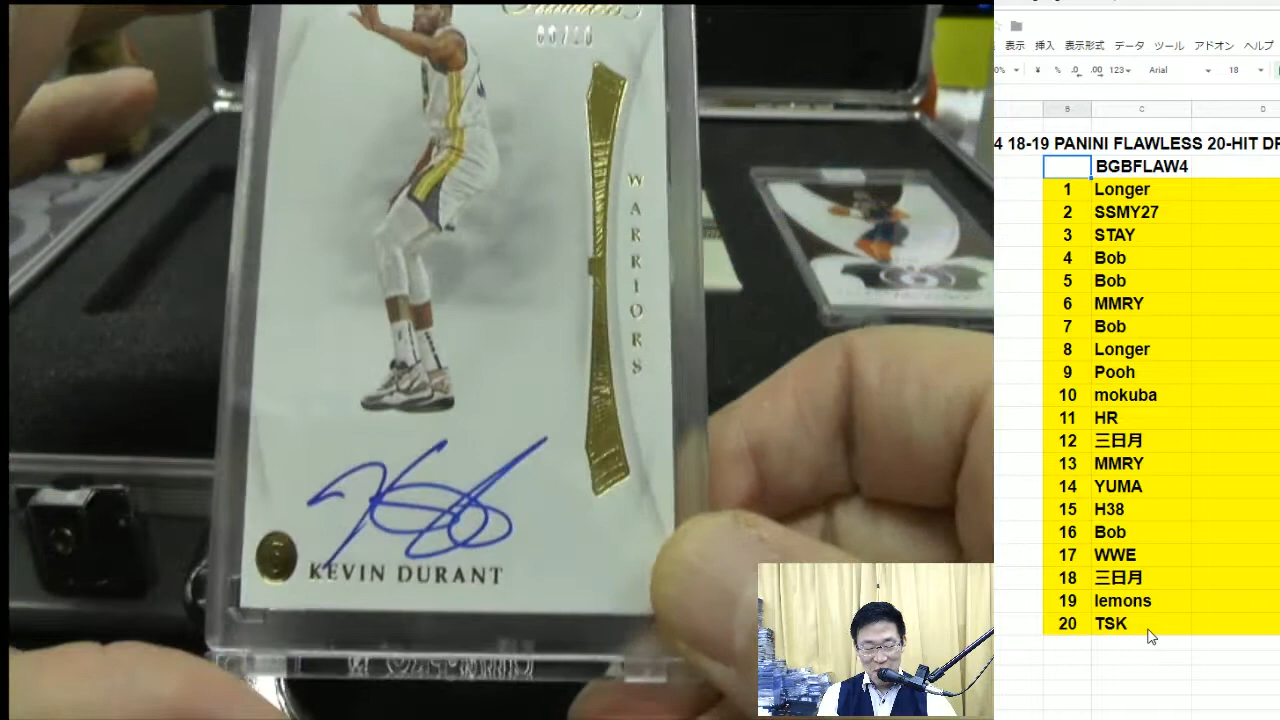 WARRIORS
KEVIN DURANT
表示 挿入 表示形式 データ ツール アドオン ヘルプ
¥ % .0 .00 123 Arial 18
B C D
4 18-19 PANINI FLAWLESS 20-HIT
BGBFLAW4
1 Longer
2 SSMY27
3 STAY
4 Bob
5 Bob
6 MMRY
7 Bob
8 Longer
9 Pooh
10 mokuba
11 HR
12 三日月
13 MMRY
14 YUMA
15 H38
16 Bob
17 WWE
18 三日月
19 lemons
20 TSK